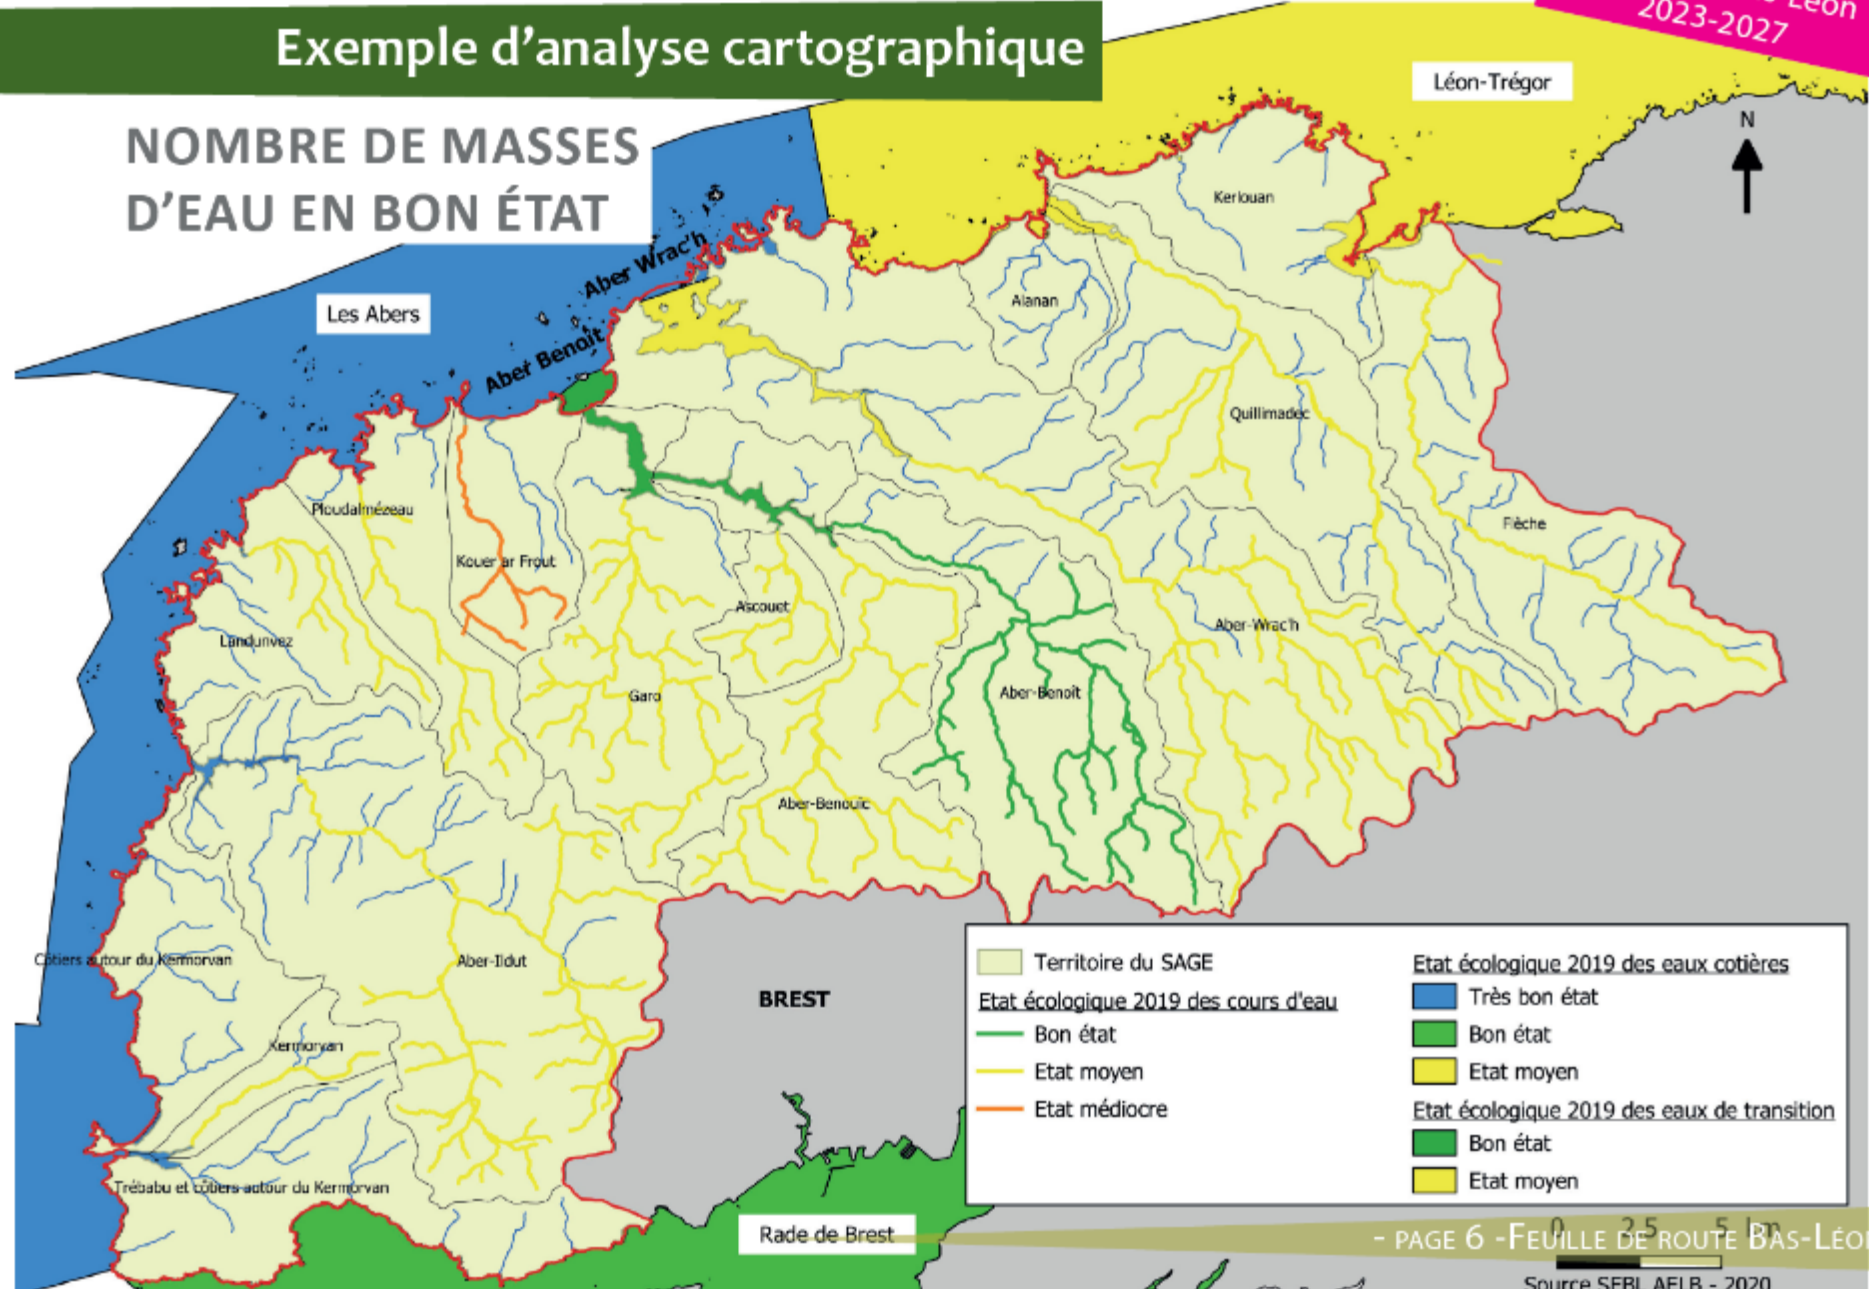 Exemple d'analyse cartographique
Léon
2023-2027
NOMBRE DE MASSES
D'EAU EN BON ÉTAT
Léon-Trégor
N
Kerlouan
Aber Wrac'h
Les Abers
Alanan
Aber Benoît
Quillimadec
Ploudalmézeau
Flèche
Kouer ar Frout
Ascouet
Landunvez
Aber-Wrac'h
Garo
Aber-Benoît
Aber-Benouic
Côtiers autour du Kermorvan
Aber-Ildut
BREST
Kermorvan
Trébabu et côtiers autour du Kermorvan
Rade de Brest
Territoire du SAGE
Etat écologique 2019 des cours d'eau
Bon état
Etat moyen
Etat médiocre
Etat écologique 2019 des eaux cotières
Très bon état
Bon état
Etat moyen
Etat écologique 2019 des eaux de transition
Bon état
Etat moyen
0 2.5 5 km
- PAGE 6 -FEUILLE DE ROUTE BAS-LÉO
Source SEBL AELB - 2020